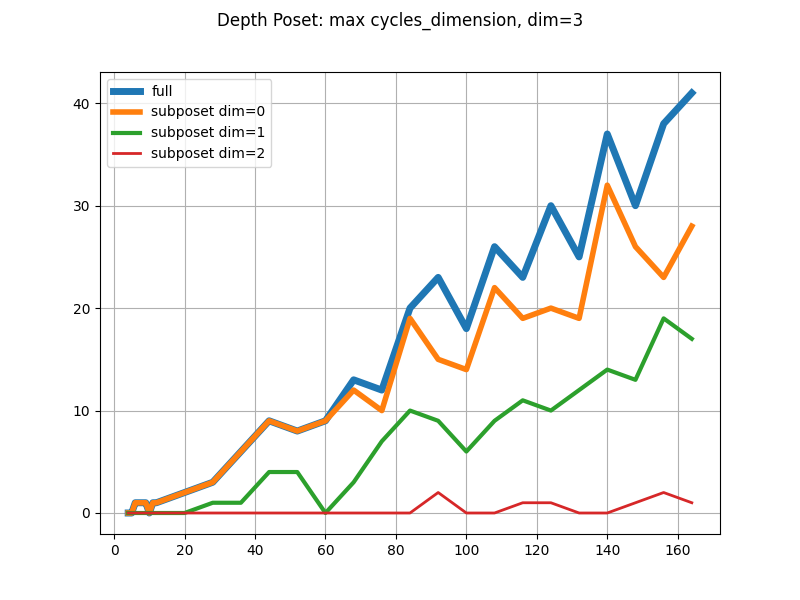 Depth Poset: max cycles_dimension, dim=3
full
subposet dim=0
subposet dim=1
subposet dim=2
40
30
20
10
0
0 20 40 60 80 100 120 140 160